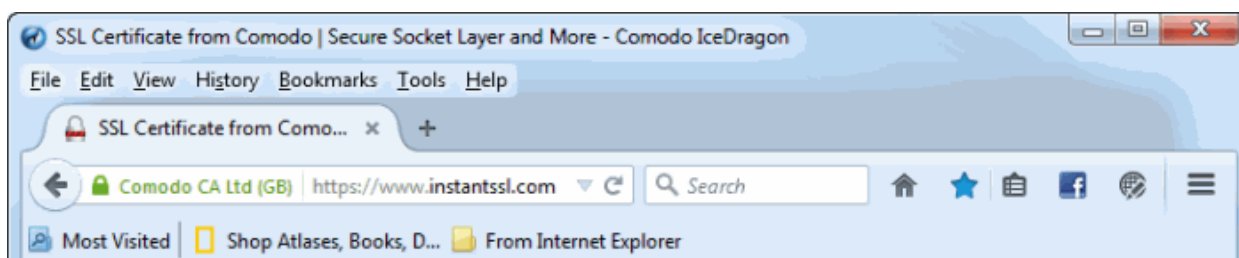 SSL Certificate from Comodo | Secure Socket Layer and More - Comodo IceDragon
File Edit View History Bookmarks Tools Help
SSL Certificate from Como... × +
Comodo CA Ltd (GB) https://www.instantssl.com Search
Most Visited Shop Atlases, Books, D... From Internet Explorer